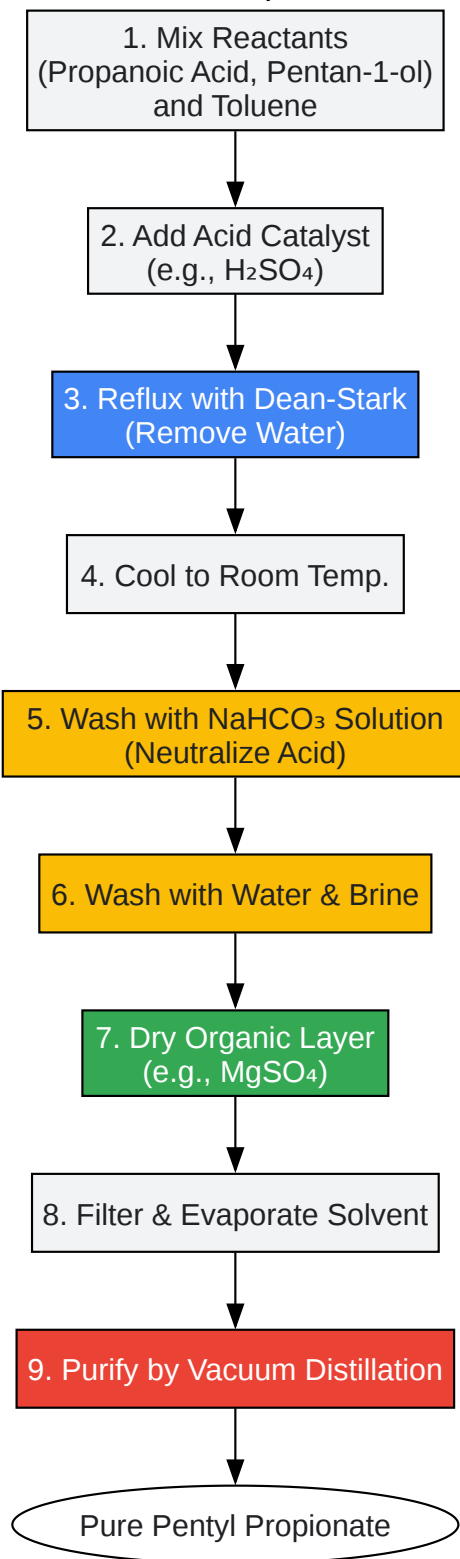 1. Mix Reactants
(Propanoic Acid, Pentan-1-ol)
and Toluene
2. Add Acid Catalyst
(e.g., H₂SO₄)
3. Reflux with Dean-Stark
(Remove Water)
4. Cool to Room Temp.
5. Wash with NaHCO₃ Solution
(Neutralize Acid)
6. Wash with Water & Brine
7. Dry Organic Layer
(e.g., MgSO₄)
8. Filter & Evaporate Solvent
9. Purify by Vacuum Distillation
Pure Pentyl Propionate